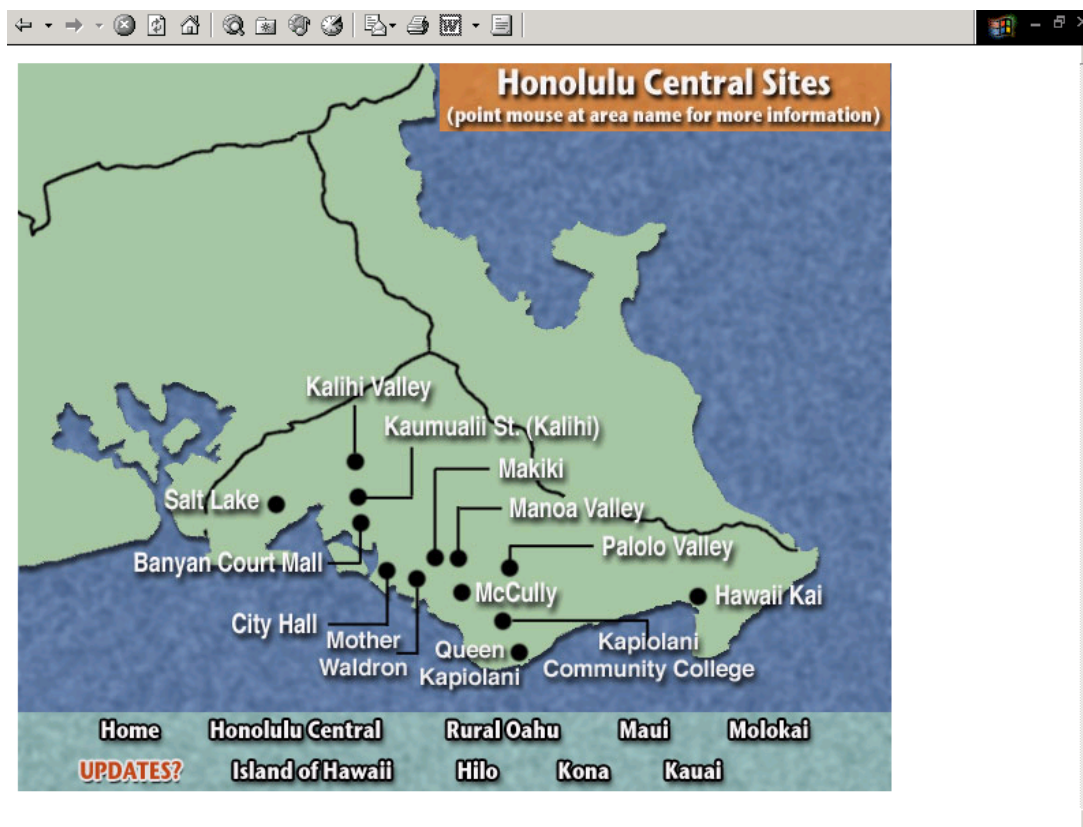 Honolulu Central Sites
(point mouse at area name for more information)
Kalihi Valley
Kaumualii St. (Kalihi)
Makiki
Salt Lake
Manoa Valley
Palolo Valley
Banyan Court Mall
McCully
Hawaii Kai
City Hall
Mother
Waldron
Queen
Kapiolani
Kapiolani
Community College
Home Honolulu Central Rural Oahu Maui Molokai
UPDATES? Island of Hawaii Hilo Kona Kauai